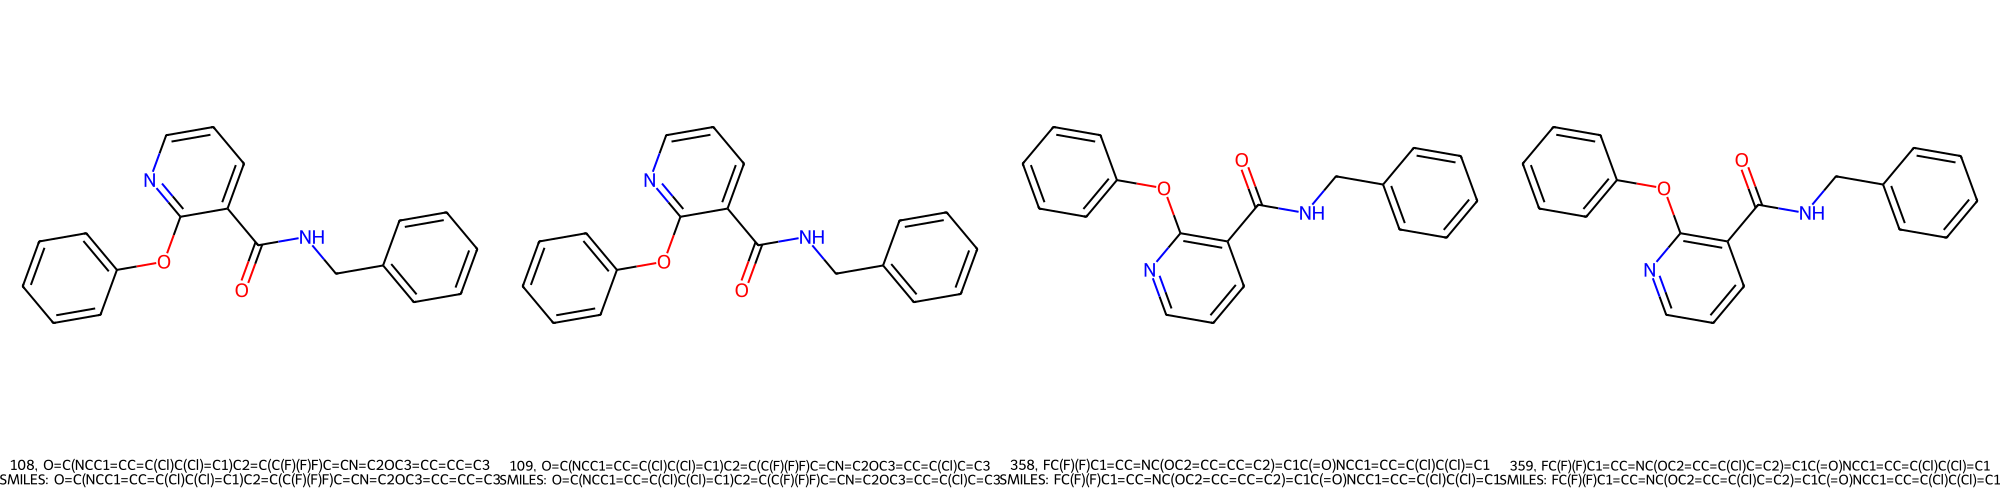 N
O
O
NH
N
O
O
NH
O
O
NH
N
O
O
NH
N
108, O=C(NCC1=CC=C(Cl)C(Cl)=C1)C2=C(C(F)(F)F)C=CN=C2OC3=CC=CC=C3
SMILES: O=C(NCC1=CC=C(Cl)C(Cl)=C1)C2=C(C(F)(F)F)C=CN=C2OC3=CC=CC=C3
109, O=C(NCC1=CC=C(Cl)C(Cl)=C1)C2=C(C(F)(F)F)C=CN=C2OC3=CC=C(Cl)C=C3
SMILES: O=C(NCC1=CC=C(Cl)C(Cl)=C1)C2=C(C(F)(F)F)C=CN=C2OC3=CC=C(Cl)C=C3
358, FC(F)(F)C1=CC=NC(OC2=CC=CC=C2)=C1C(=O)NCC1=CC=C(Cl)C(Cl)=C1
SMILES: FC(F)(F)C1=CC=NC(OC2=CC=CC=C2)=C1C(=O)NCC1=CC=C(Cl)C(Cl)=C1
359, FC(F)(F)C1=CC=NC(OC2=CC=C(Cl)C=C2)=C1C(=O)NCC1=CC=C(Cl)C(Cl)=C1
SMILES: FC(F)(F)C1=CC=NC(OC2=CC=C(Cl)C=C2)=C1C(=O)NCC1=CC=C(Cl)C(Cl)=C1